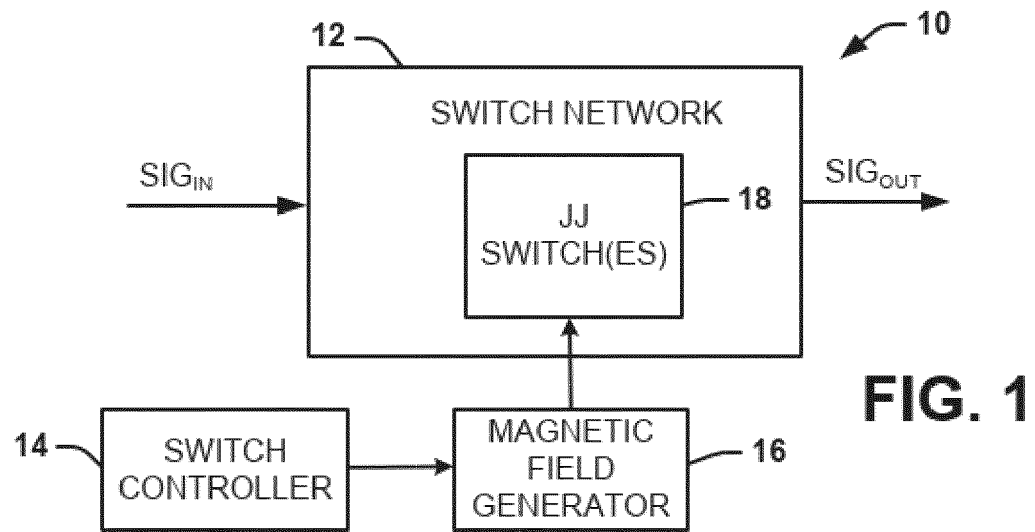 12
10
SWITCH NETWORK
SIG_IN
SIG_OUT
JJ
SWITCH(ES)
18
FIG. 1
14
SWITCH
CONTROLLER
MAGNETIC
FIELD
GENERATOR
16